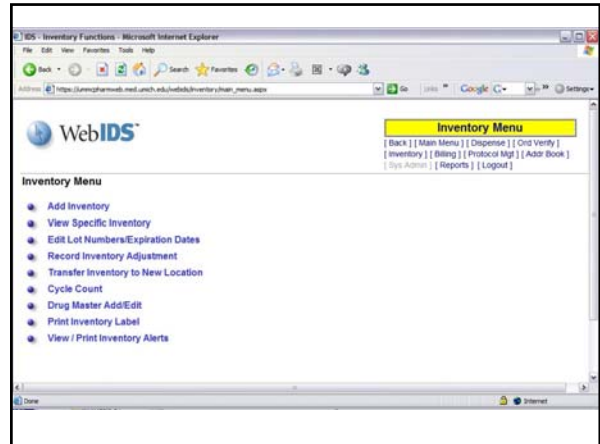 IDS - Inventory Functions - Microsoft Internet Explorer
File Edit View Favorites Tools Help
Back Search Favorites
Address https://unmcpharmweb.med.umich.edu/webids/inventory/main_menu.aspx Go Links » Google G Settings
WebIDS™
Inventory Menu
[ Back ] [ Main Menu ] [ Dispense ] [ Ord Verify ]
[ Inventory ] [ Billing ] [ Protocol Mgt ] [ Addr Book ]
[ Sys Admin ] [ Reports ] [ Logout ]
Inventory Menu
Add Inventory
View Specific Inventory
Edit Lot Numbers/Expiration Dates
Record Inventory Adjustment
Transfer Inventory to New Location
Cycle Count
Drug Master Add/Edit
Print Inventory Label
View / Print Inventory Alerts
Done Internet